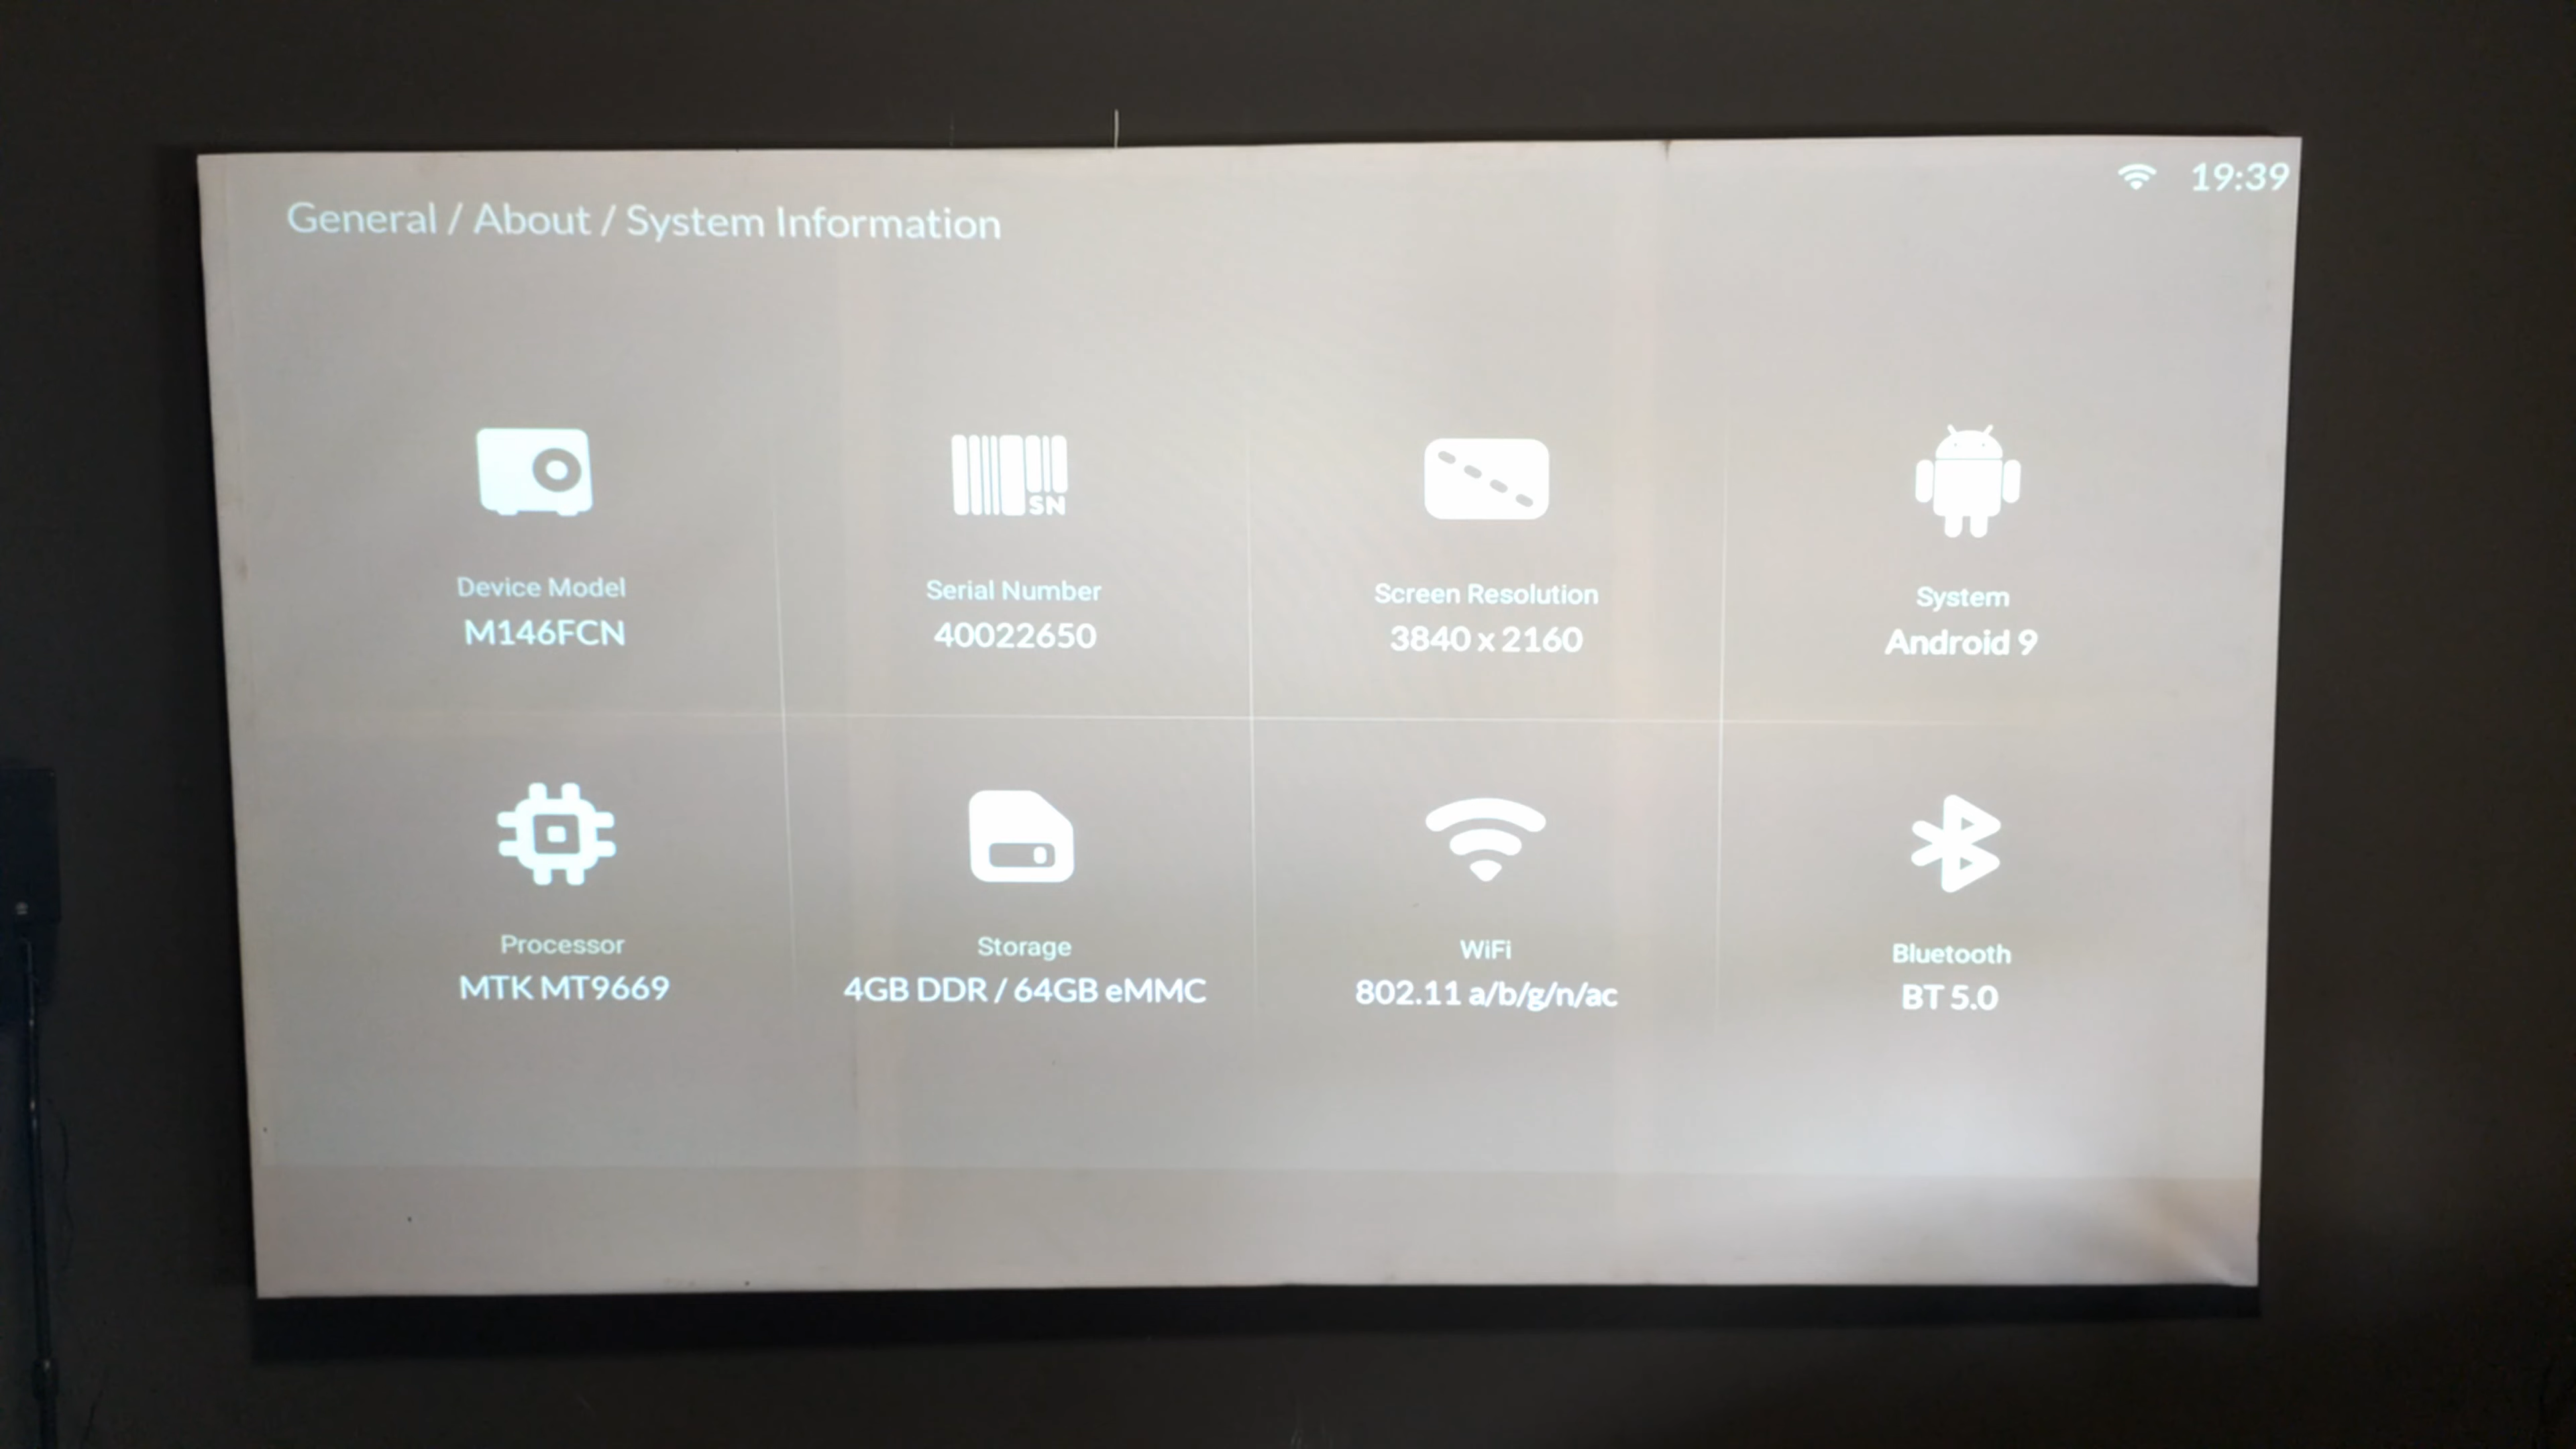 19:39
General / About / System Information
SN
Device Model
M146FCN
Serial Number
40022650
Screen Resolution
3840 x 2160
System
Android 9
Processor
MTK MT9669
Storage
4GB DDR / 64GB eMMC
WiFi
802.11 a/b/g/n/ac
Bluetooth
BT 5.0